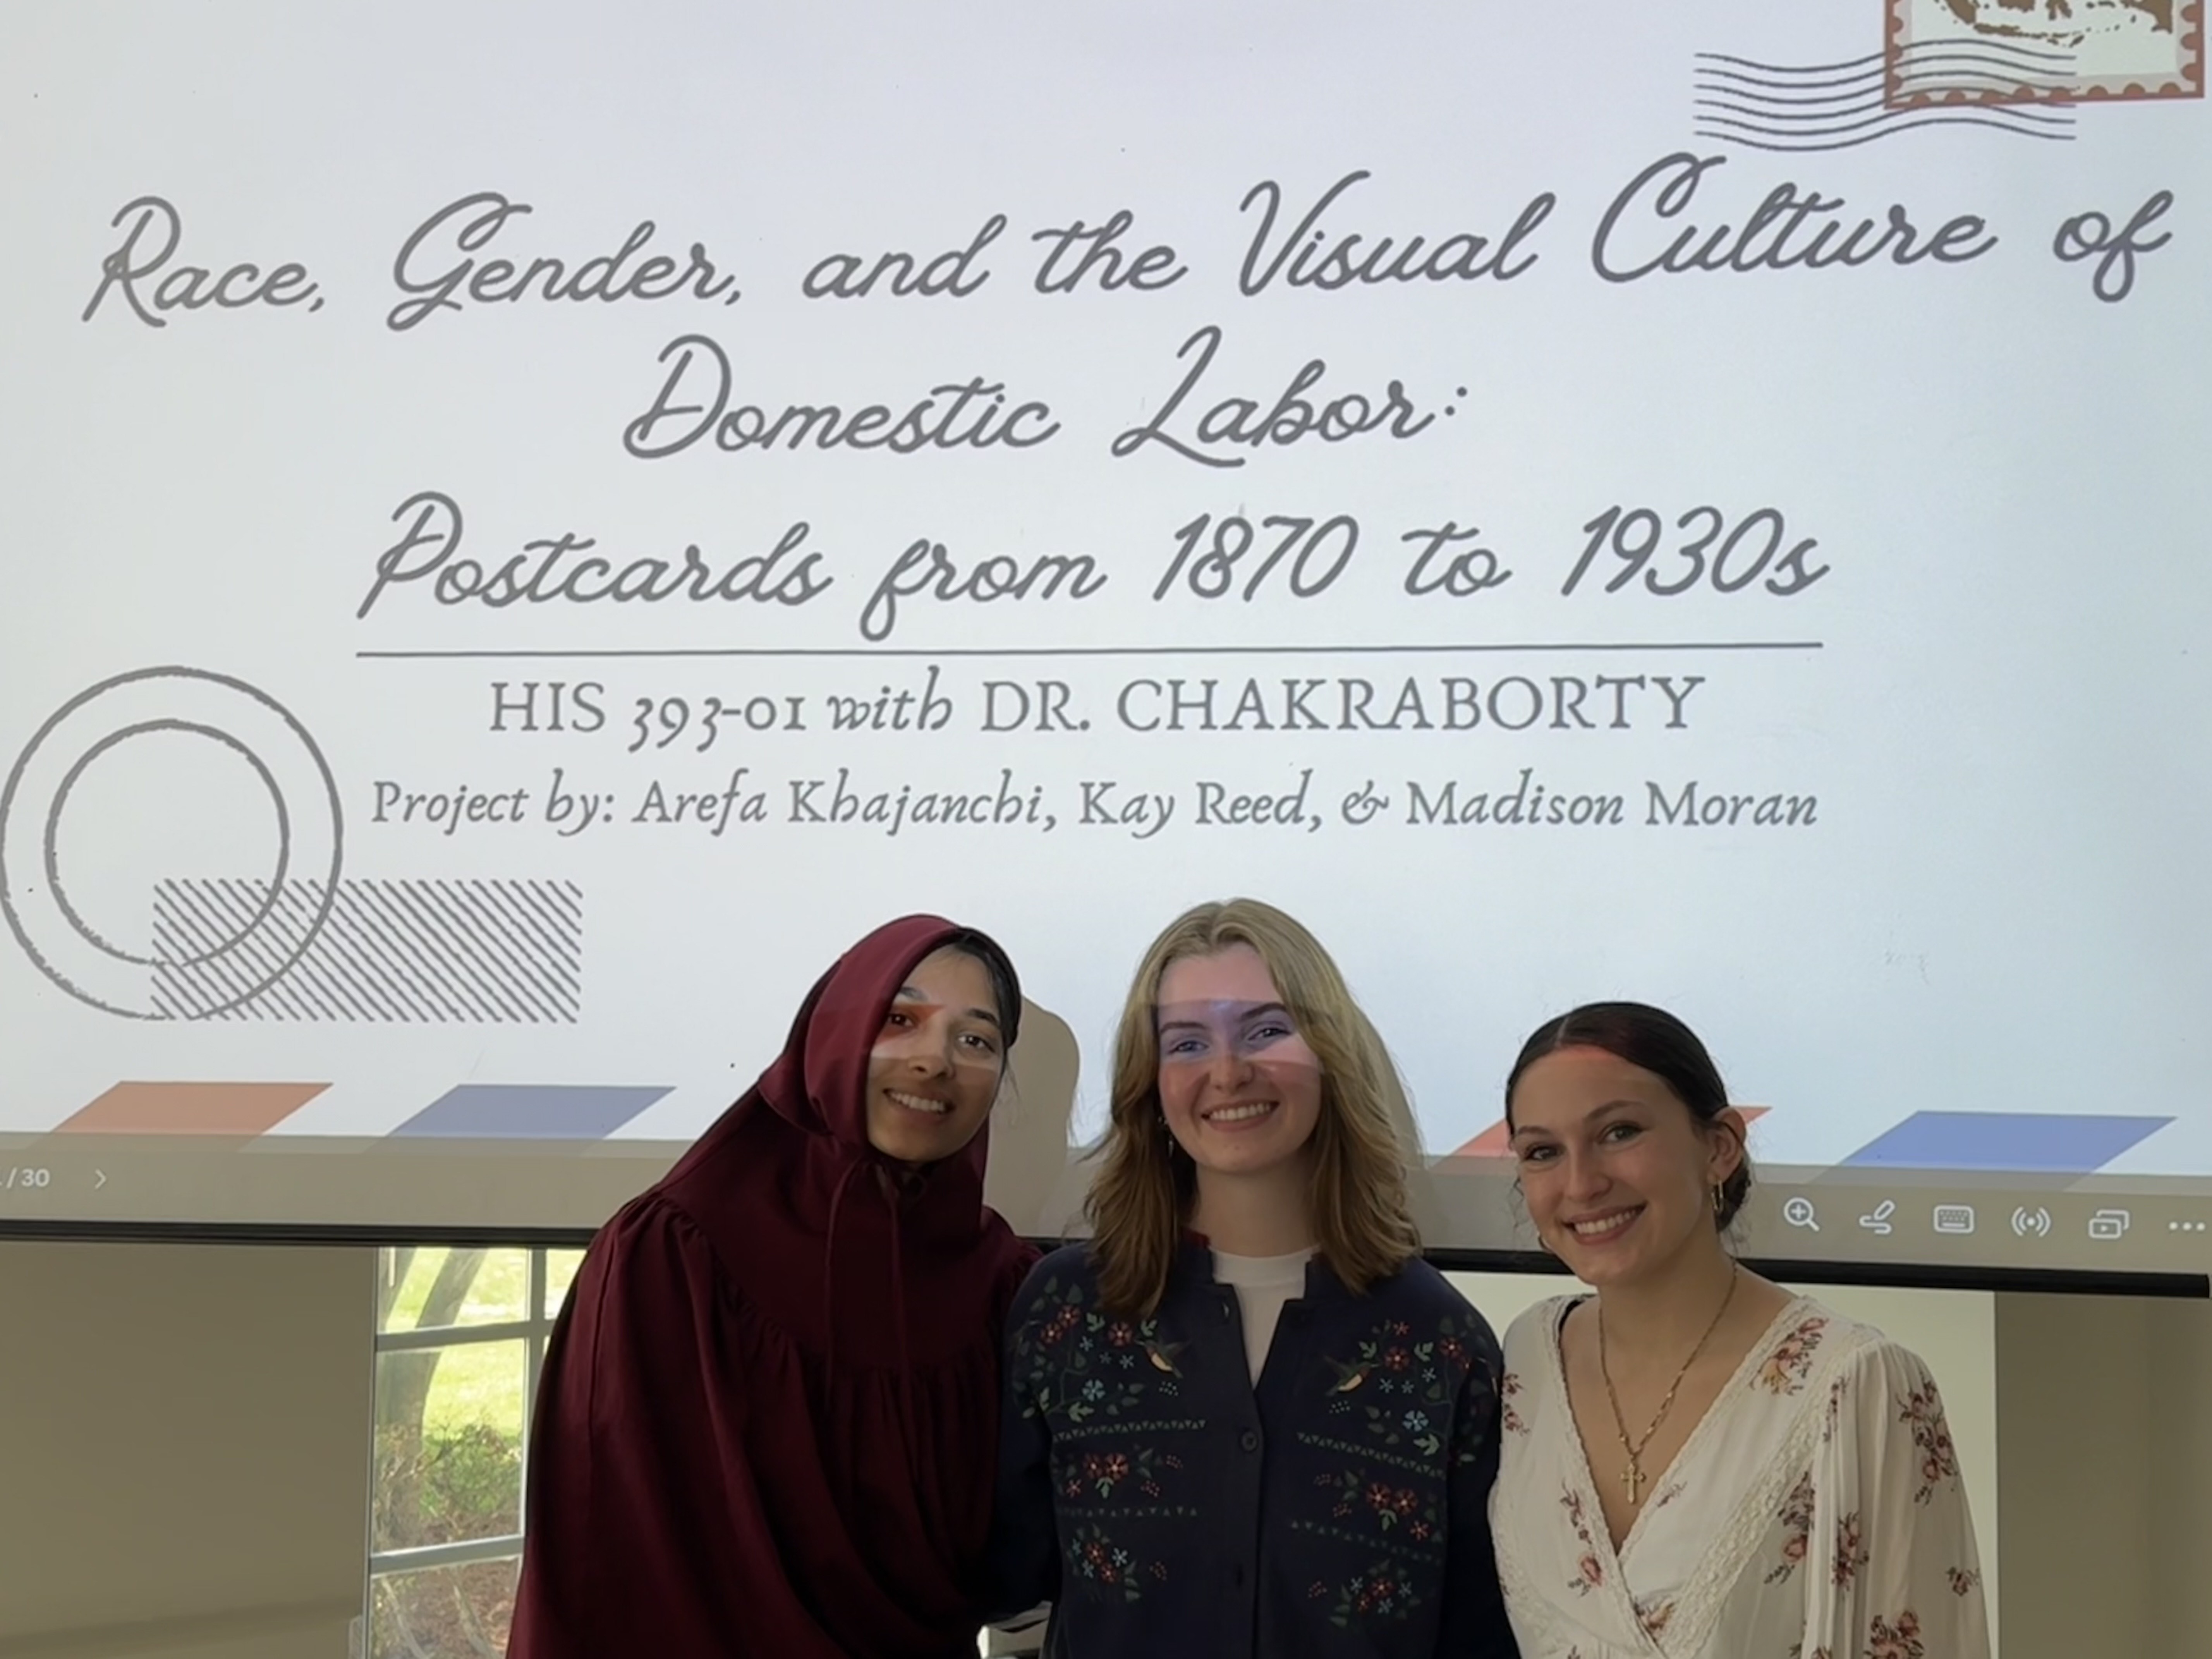 Race, Gender, and the Visual Culture of
Domestic Labor:
Postcards from 1870 to 1930s
HIS 393-01 with DR. CHAKRABORTY
Project by: Arefa Khajanchi, Kay Reed, & Madison Moran
/ 30